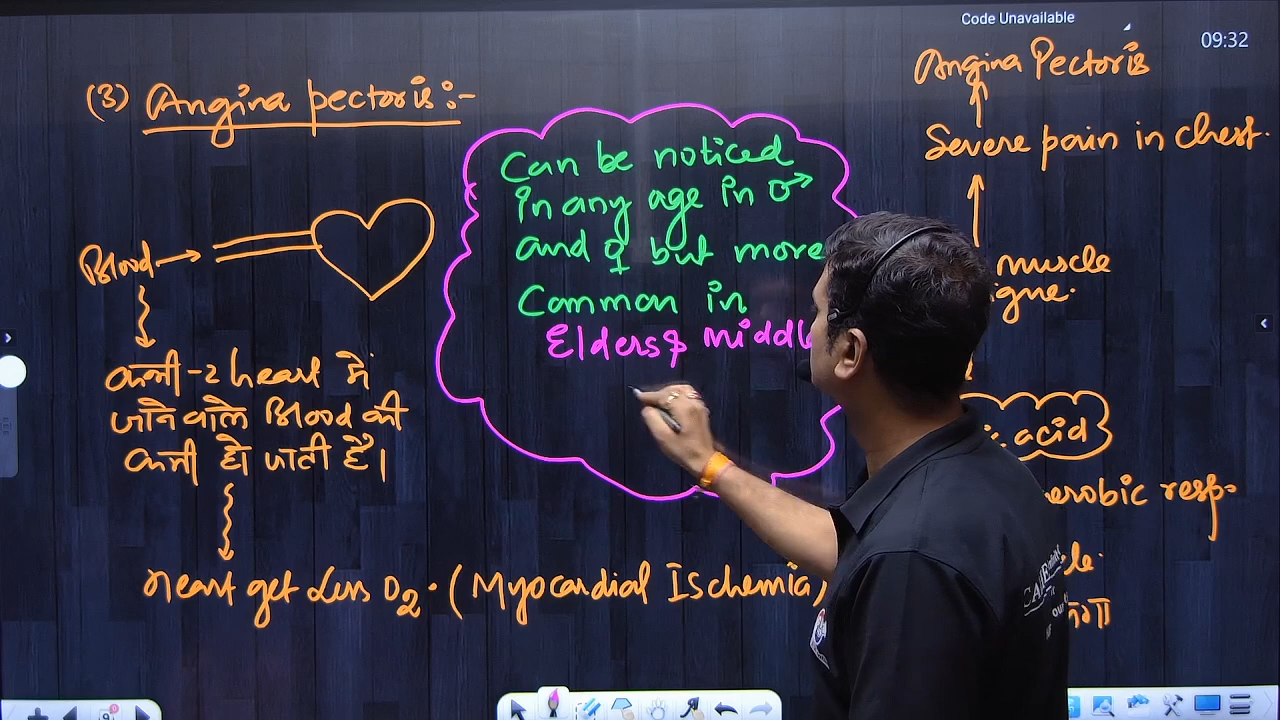 Code Unavailable
09:32
(3) Angina pectoris :-
Blood →
कभी-2 heart में
जाने वाले Blood की
कमी हो जाती है।
Heart get Less O2. (Myocardial Ischemia)
Can be noticed
in any age in ♂
and ♀ but more
Common in
Elders & middle
Angina Pectoris
Severe pain in chest.
muscle
acid
resp-